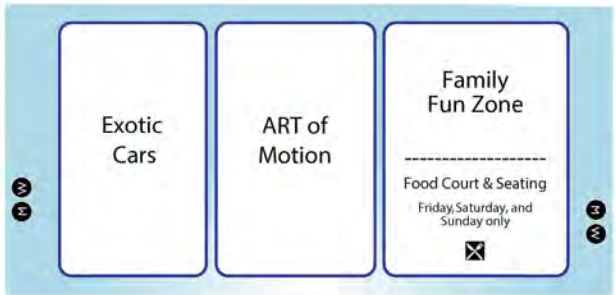 Exotic
Cars
ART of
Motion
Family
Fun Zone
--------------------
Food Court & Seating
Friday,Saturday, and
Sunday only
W
M
M
W